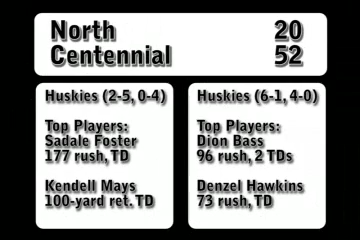 North 20
Centennial 52
Huskies (2-5, 0-4)
Top Players:
Sadale Foster
177 rush, TD
Kendell Mays
100-yard ret. TD
Huskies (6-1, 4-0)
Top Players:
Dion Bass
96 rush, 2 TDs
Denzel Hawkins
73 rush, TD